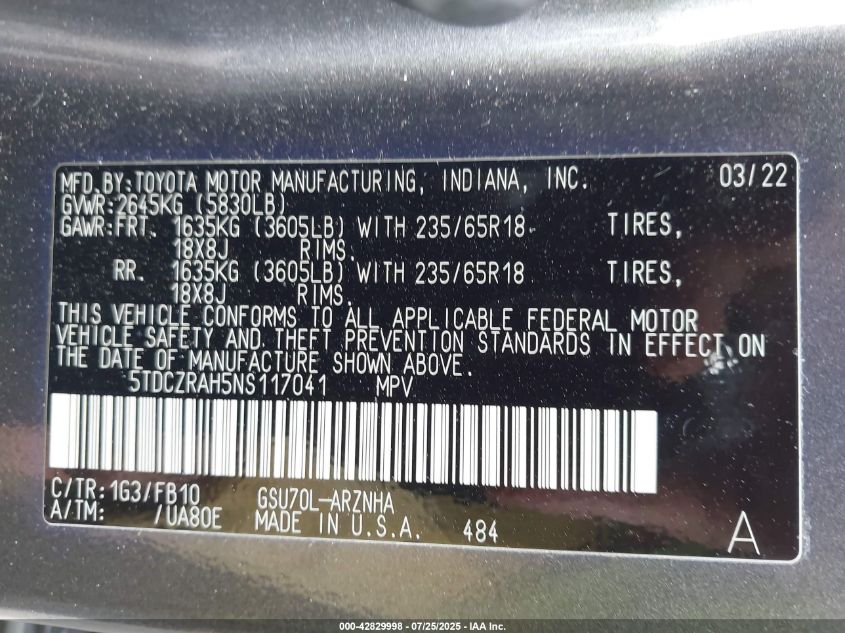 MFD.BY:TOYOTA MOTOR MANUFACTURING, INDIANA, INC. 03/22
GVWR:2645KG (5830LB)
GAWR:FRT. 1635KG (3605LB) WITH 235/65R18 TIRES,
18X8J RIMS.
RR. 1635KG (3605LB) WITH 235/65R18 TIRES,
18X8J RIMS.
THIS VEHICLE CONFORMS TO ALL APPLICABLE FEDERAL MOTOR
VEHICLE SAFETY AND THEFT PREVENTION STANDARDS IN EFFECT ON
THE DATE OF MANUFACTURE SHOWN ABOVE.
5TDCZRAH5NS117041 MPV
C/TR:1G3/FB10 GSU70L-ARZNHA
A/TM: /UA80E MADE IN U.S.A. 484 A
000-42829998 - 07/25/2025 - IAA Inc.